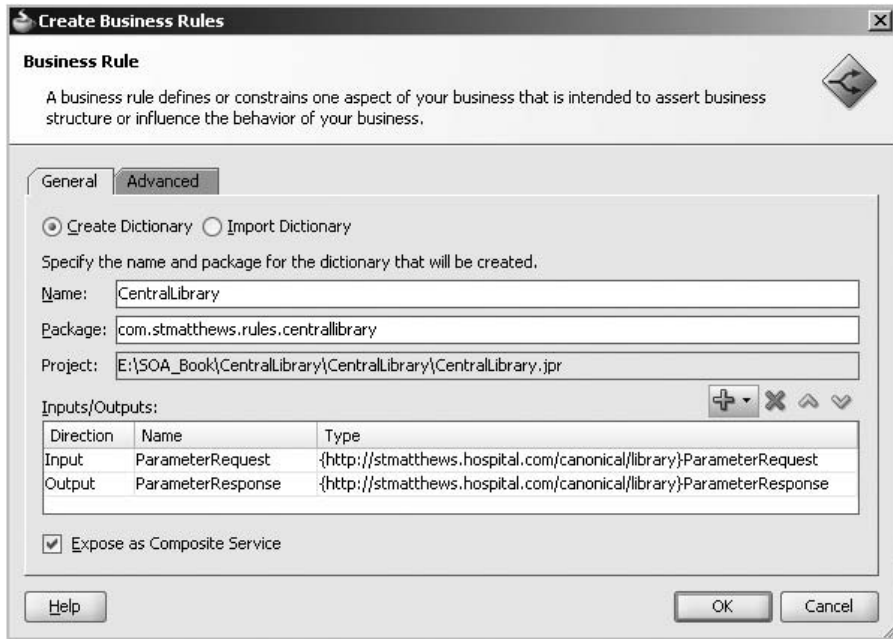 Create Business Rules
Business Rule
A business rule defines or constrains one aspect of your business that is intended to assert business
structure or influence the behavior of your business.
General Advanced
Create Dictionary Import Dictionary
Specify the name and package for the dictionary that will be created.
Name: CentralLibrary
Package: com.stmatthews.rules.centrallibrary
Project: E:\SOA_Book\CentralLibrary\CentralLibrary\CentralLibrary.jpr
Inputs/Outputs:
Direction Name Type
Input ParameterRequest {http://stmatthews.hospital.com/canonical/library}ParameterRequest
Output ParameterResponse {http://stmatthews.hospital.com/canonical/library}ParameterResponse
Expose as Composite Service
Help OK Cancel